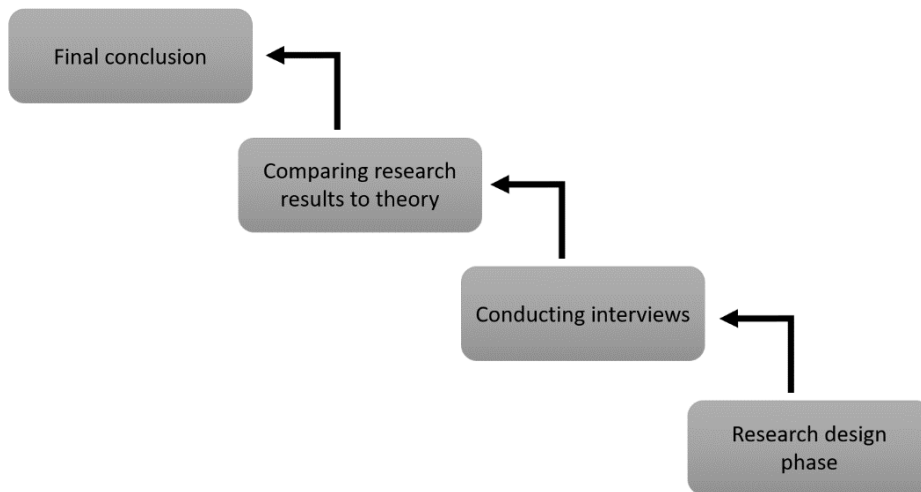 Final conclusion
Comparing research
results to theory
Conducting interviews
Research design
phase